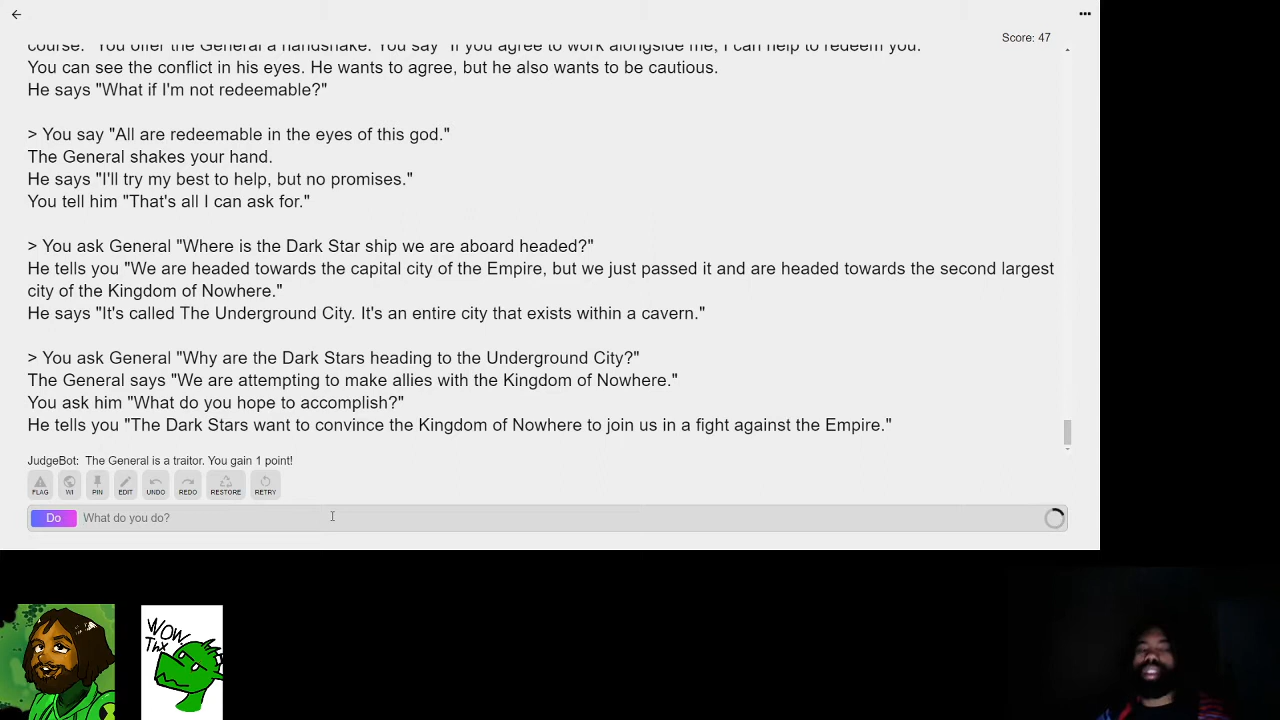 Score: 47
course." You offer the General a handshake. You say "If you agree to work alongside me, I can help to redeem you.
You can see the conflict in his eyes. He wants to agree, but he also wants to be cautious.
He says "What if I'm not redeemable?"
> You say "All are redeemable in the eyes of this god."
The General shakes your hand.
He says "I'll try my best to help, but no promises."
You tell him "That's all I can ask for."
> You ask General "Where is the Dark Star ship we are aboard headed?"
He tells you "We are headed towards the capital city of the Empire, but we just passed it and are headed towards the second largest
city of the Kingdom of Nowhere."
He says "It's called The Underground City. It's an entire city that exists within a cavern."
> You ask General "Why are the Dark Stars heading to the Underground City?"
The General says "We are attempting to make allies with the Kingdom of Nowhere."
You ask him "What do you hope to accomplish?"
He tells you "The Dark Stars want to convince the Kingdom of Nowhere to join us in a fight against the Empire."
JudgeBot: The General is a traitor. You gain 1 point!
FLAG WI PIN EDIT UNDO REDO RESTORE RETRY
Do What do you do?
WOW
Thx